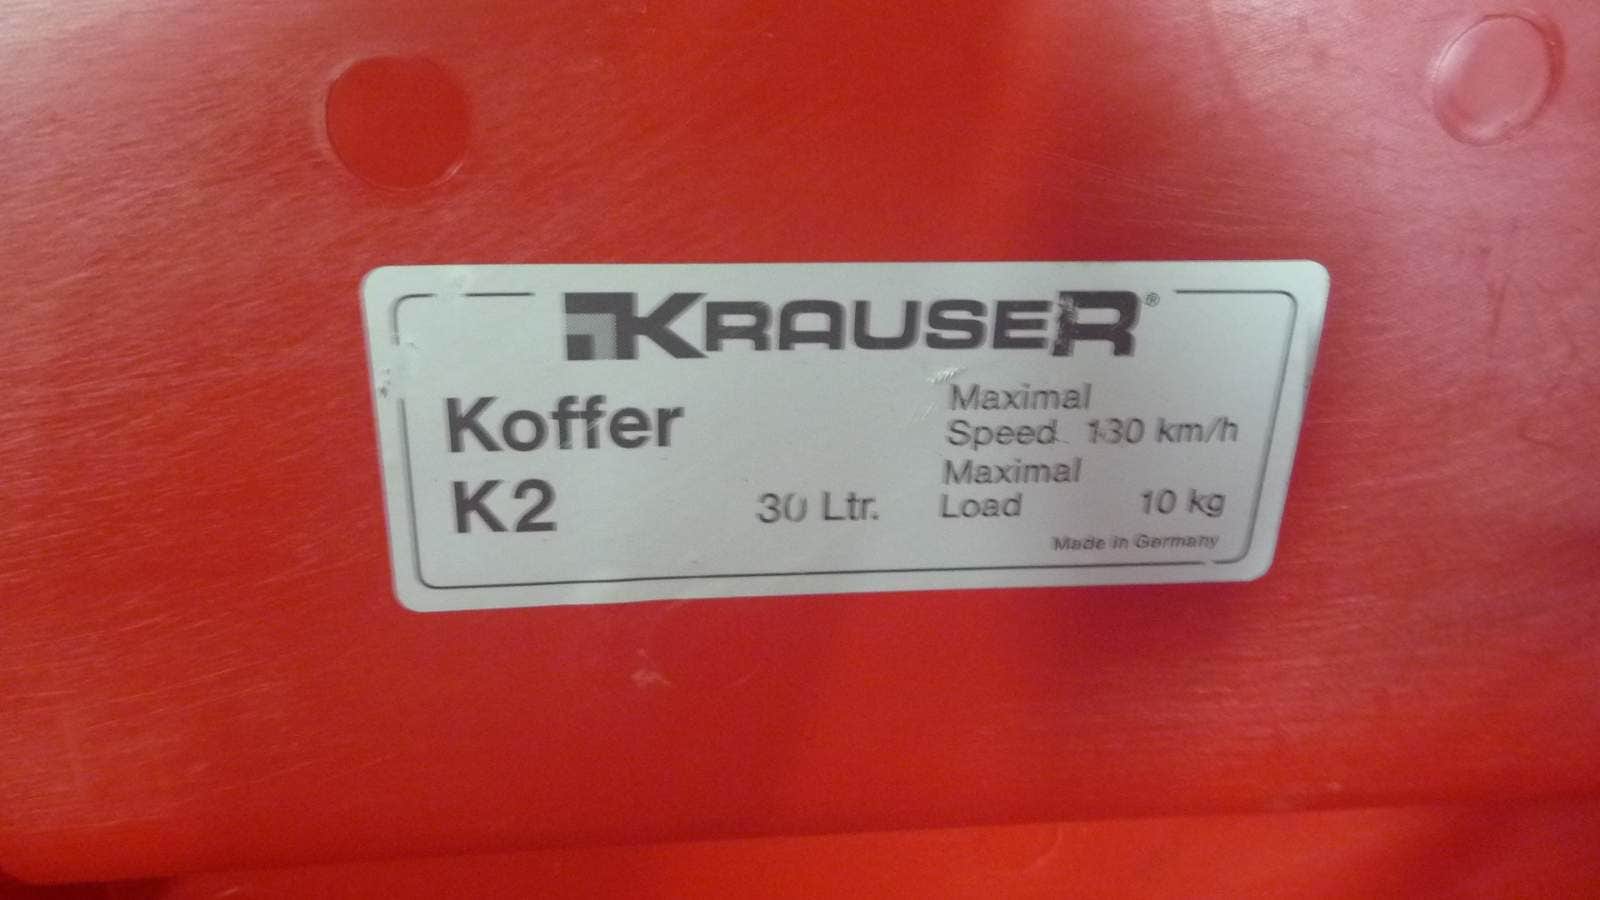 KRAUSER®
Koffer
K2
30 Ltr.
Maximal
Speed 130 km/h
Maximal
Load 10 kg
Made in Germany